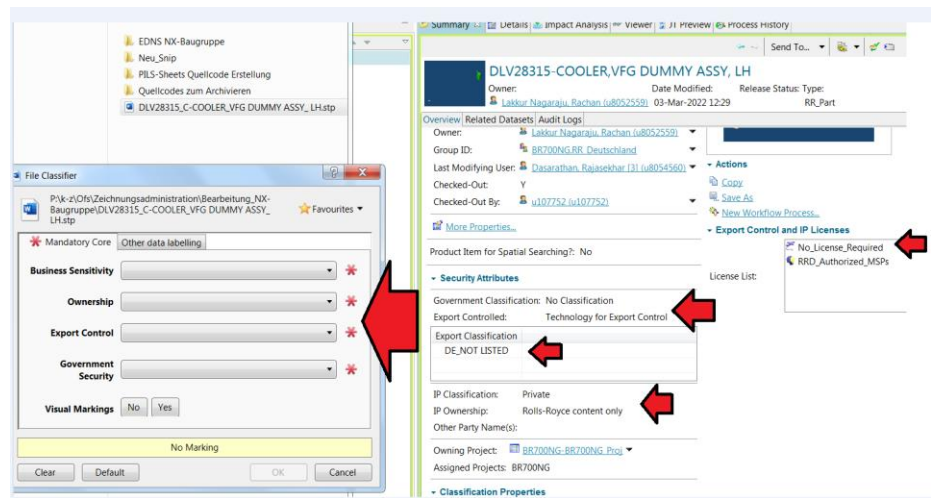 EDNS NX-Baugruppe
Neu_Snip
PILS-Sheets Quellcode Erstellung
Quellcodes zum Archivieren
DLV28315_C-COOLER,VFG DUMMY ASSY_LH.stp
File Classifier
P:\k-z\Ofs\Zeichnungsadministration\Bearbeitung_NX-
Baugruppe\DLV28315_C-COOLER,VFG DUMMY ASSY_
LH.stp
Favourites
Mandatory Core
Other data labelling
Business Sensitivity
Ownership
Export Control
Government
Security
Visual Markings No Yes
No Marking
Clear Default OK Cancel
Summary Details Impact Analysis Viewer JT Preview Process History
Send To...
DLV28315-COOLER,VFG DUMMY ASSY, LH
Owner: Date Modified: Release Status: Type:
Lakkur Nagaraju, Rachan (u8052559) 03-Mar-2022 12:29 RR_Part
Overview Related Datasets Audit Logs
Owner: Lakkur Nagaraju, Rachan (u8052559)
Group ID: BR700NG.RR_Deutschland
Last Modifying User: Dasarathan, Rajasekhar [3] (u8054560)
Checked-Out: Y
Checked-Out By: u107752 (u107752)
More Properties...
Product Item for Spatial Searching?: No
Security Attributes
Government Classification: No Classification
Export Controlled: Technology for Export Control
Export Classification
DE_NOT LISTED
IP Classification: Private
IP Ownership: Rolls-Royce content only
Other Party Name(s):
Owning Project: BR700NG-BR700NG_Proj
Assigned Projects: BR700NG
Classification Properties
Actions
Copy
Save As
New Workflow Process...
Export Control and IP Licenses
No_License_Required
RRD_Authorized_MSPs
License List: